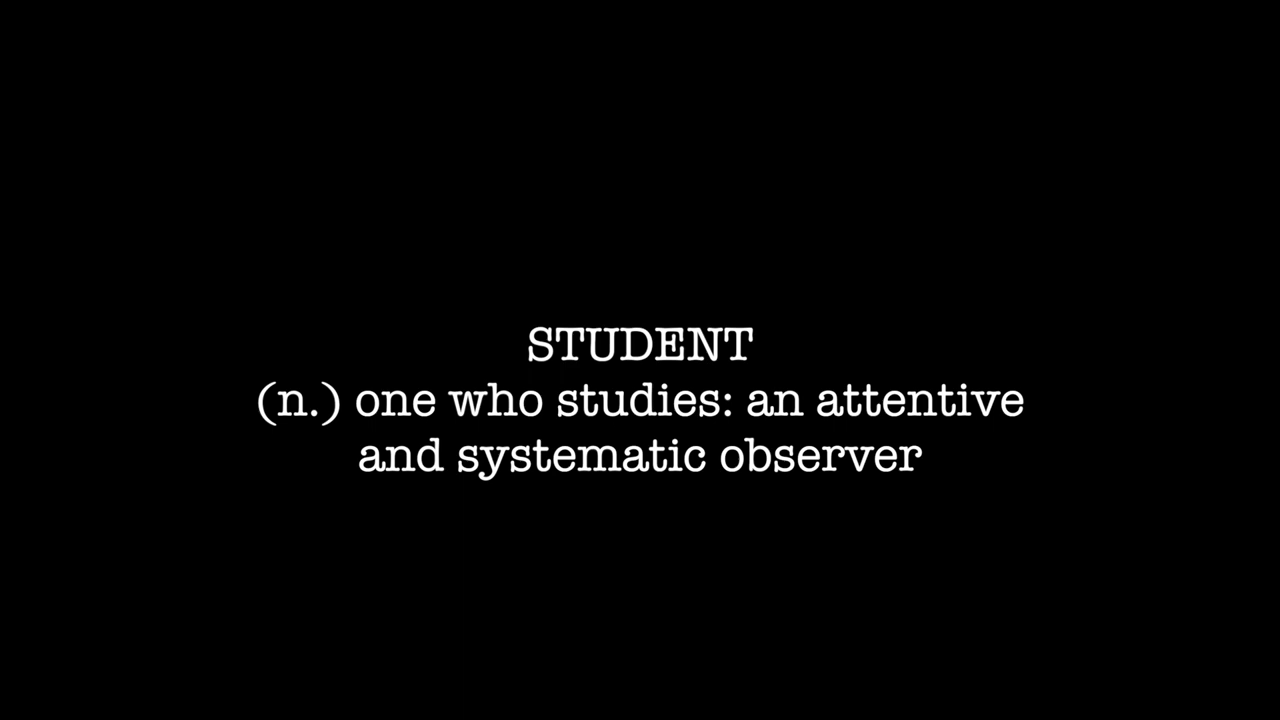 STUDENT
(n.) one who studies: an attentive
and systematic observer